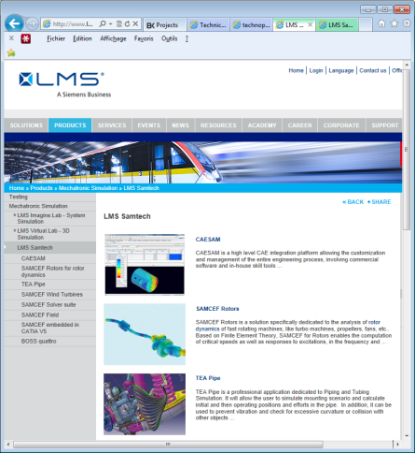 http://www.l...
Projects
Technic...
technop...
LMS ...
LMS Sa...
Fichier Edition Affichage Favoris Outils ?
Home | Login | Language | Contact us | Offi
LMS
A Siemens Business
SOLUTIONS PRODUCTS SERVICES EVENTS NEWS RESOURCES ACADEMY CAREER CORPORATE SUPPORT
Home » Products » Mechatronic Simulation » LMS Samtech
Testing
Mechatronic Simulation
LMS Imagine Lab - System
Simulation
LMS Virtual Lab - 3D
Simulation
LMS Samtech
CAESAM
SAMCEF Rotors for rotor
dynamics
TEA Pipe
SAMCEF Wind Turbines
SAMCEF Solver suite
SAMCEF Field
SAMCEF embedded in
CATIA V5
BOSS quattro
BACK SHARE
LMS Samtech
CAESAM
CAESAM is a high level CAE integration platform allowing the customization
and management of the entire engineering process, involving commercial
software and in-house skill tools ...
SAMCEF Rotors
SAMCEF Rotors is a solution specifically dedicated to the analysis of rotor
dynamics of fast rotating machines, like turbo machines, propellers, fans, etc.
Based on Finite Element Theory, SAMCEF for Rotors enables the computation
of critical speeds as well as responses to excitations, in the frequency and ...
TEA Pipe
TEA Pipe is a professional application dedicated to Piping and Tubing
Simulation. It will allow the user to simulate mounting scenario and calculate
initial and then operating positions and efforts in the pipe. In addition, it can be
used to prevent vibration and check for excessive curvature or collision with
other objects ...